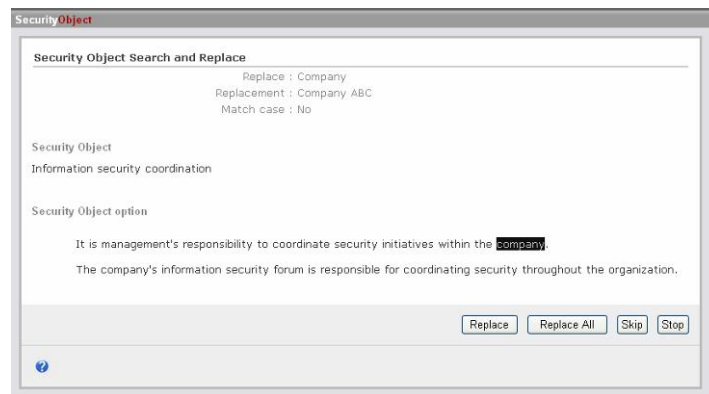 SecurityObject
Security Object Search and Replace
Replace : Company
Replacement : Company ABC
Match case : No
Security Object
Information security coordination
Security Object option
It is management's responsibility to coordinate security initiatives within the company.
The company's information security forum is responsible for coordinating security throughout the organization.
Replace Replace All Skip Stop
?